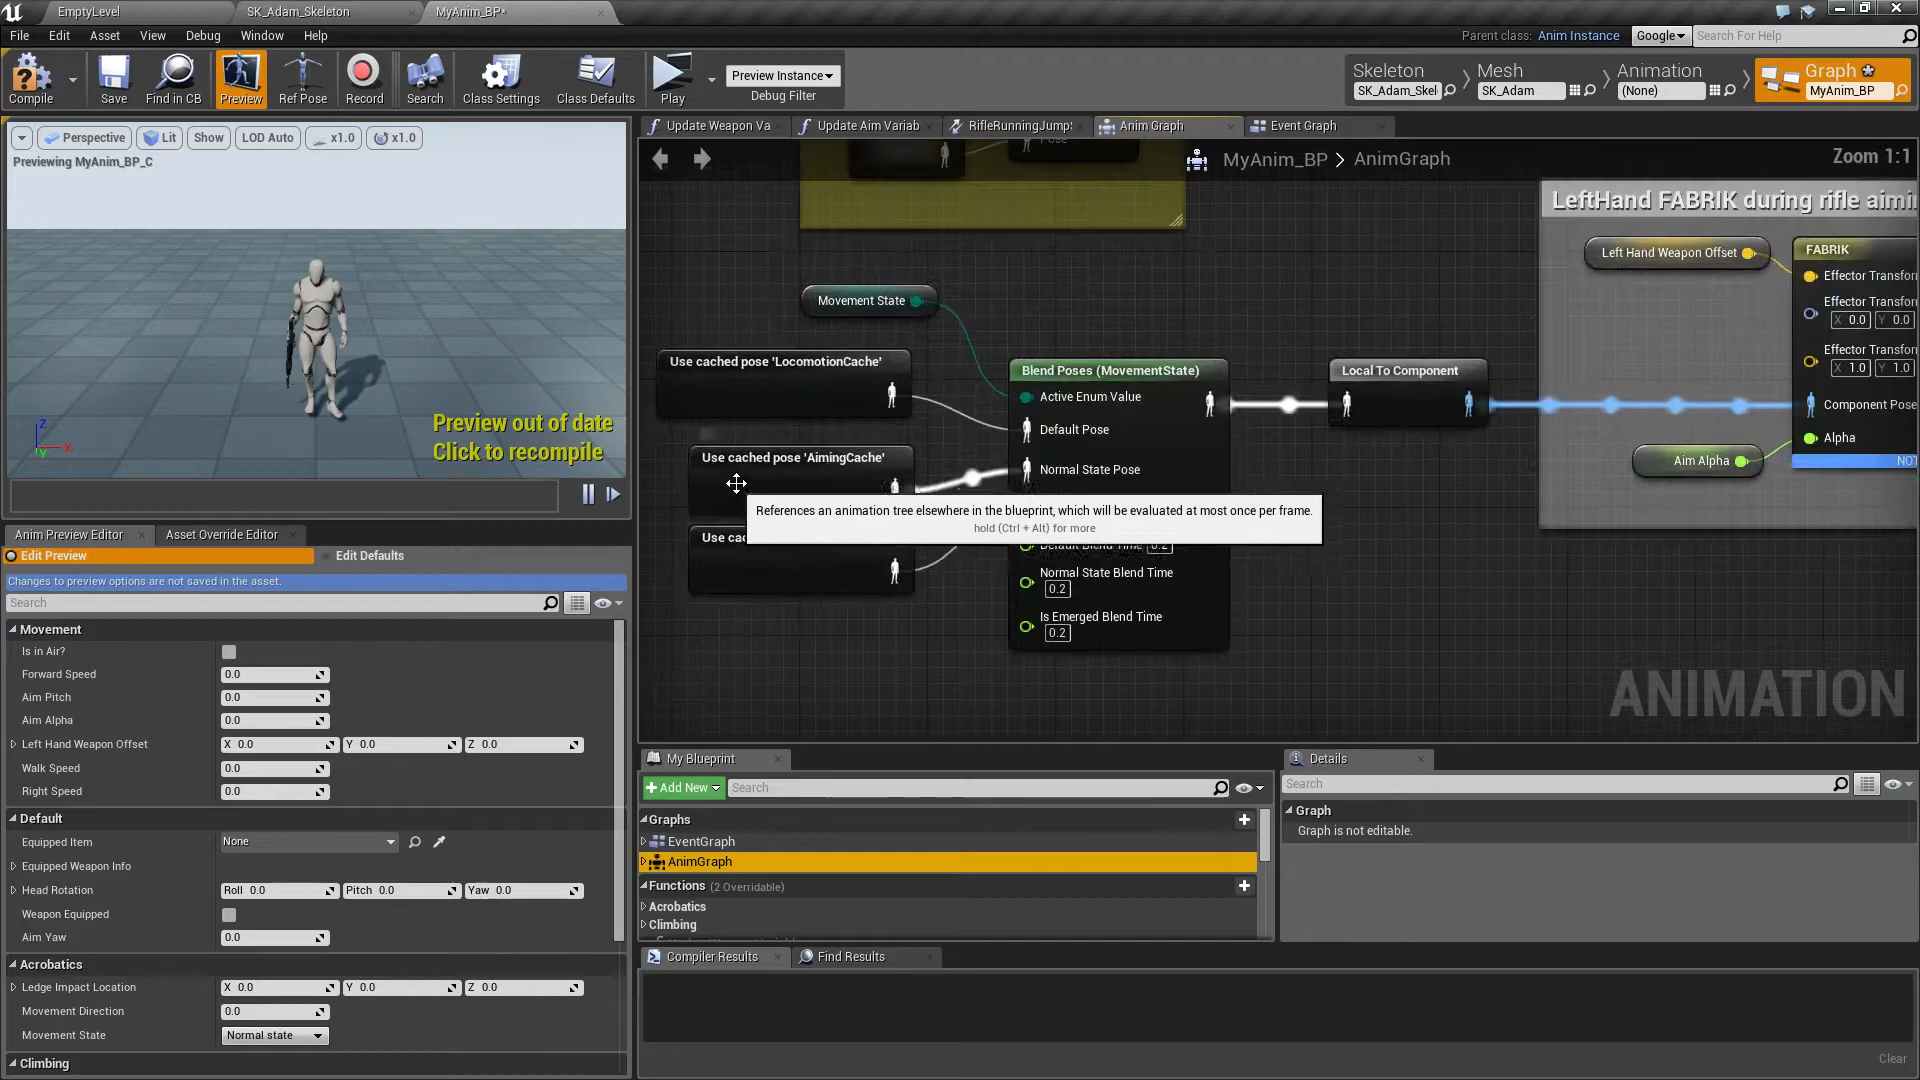 EmptyLevel
SK_Adam_Skeleton
MyAnim_BP*
File Edit Asset View Debug Window Help
Parent class: Anim Instance
Google
Search For Help
Compile
Save
Find in CB
Preview
Ref Pose
Record
Search
Class Settings
Class Defaults
Play
Preview Instance
Debug Filter
Skeleton
SK_Adam_Skel
Mesh
SK_Adam
Animation
(None)
Graph
MyAnim_BP
Perspective
Lit
Show
LOD Auto
x1.0
x1.0
Previewing MyAnim_BP_C
Preview out of date
Click to recompile
Z
X
Y
Update Weapon Va
Update Aim Variab
RifleRunningJump
Anim Graph
Event Graph
MyAnim_BP > AnimGraph
Zoom 1:1
Pose
LeftHand FABRIK during rifle aimi
Movement State
Left Hand Weapon Offset
FABRIK
Effector Transfor
Effector Transfor
X 0.0 Y 0.0
Effector Transfor
X 1.0 Y 1.0
Component Pose
Alpha
NOT
Aim Alpha
Use cached pose 'LocomotionCache'
Use cached pose 'AimingCache'
Use cac
Blend Poses (MovementState)
Active Enum Value
Default Pose
Normal State Pose
Default Blend Time 0.2
Normal State Blend Time
0.2
Is Emerged Blend Time
0.2
Local To Component
References an animation tree elsewhere in the blueprint, which will be evaluated at most once per frame.
hold (Ctrl + Alt) for more
ANIMATION
Anim Preview Editor
Asset Override Editor
Edit Preview
Edit Defaults
Changes to preview options are not saved in the asset.
Search
Movement
Is in Air?
Forward Speed 0.0
Aim Pitch 0.0
Aim Alpha 0.0
Left Hand Weapon Offset X 0.0 Y 0.0 Z 0.0
Walk Speed 0.0
Right Speed 0.0
Default
Equipped Item None
Equipped Weapon Info
Head Rotation Roll 0.0 Pitch 0.0 Yaw 0.0
Weapon Equipped
Aim Yaw 0.0
Acrobatics
Ledge Impact Location X 0.0 Y 0.0 Z 0.0
Movement Direction 0.0
Movement State Normal state
Climbing
My Blueprint
Add New
Search
Graphs
EventGraph
AnimGraph
Functions (2 Overridable)
Acrobatics
Climbing
Details
Search
Graph
Graph is not editable.
Compiler Results
Find Results
Clear